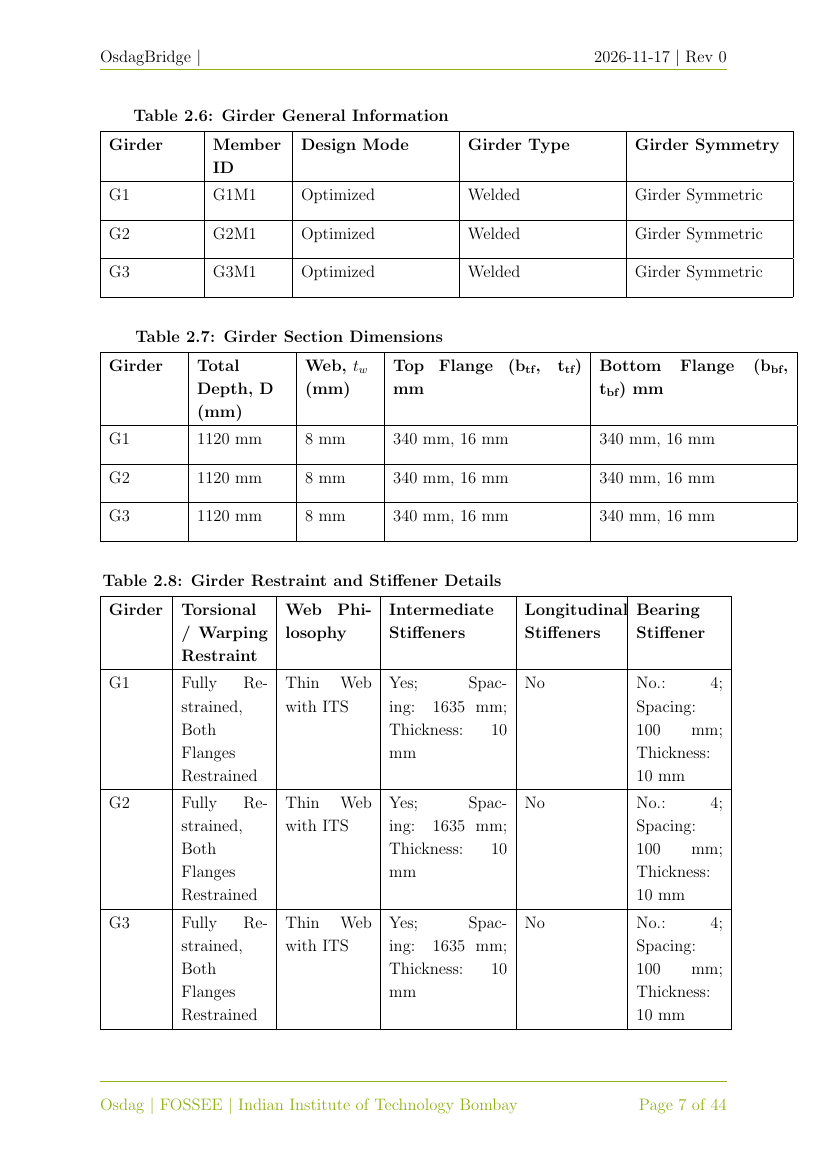 OsdagBridge | 2026-11-17 | Rev 0
Table 2.6: Girder General Information
Girder Member ID Design Mode Girder Type Girder Symmetry
G1 G1M1 Optimized Welded Girder Symmetric
G2 G2M1 Optimized Welded Girder Symmetric
G3 G3M1 Optimized Welded Girder Symmetric
Table 2.7: Girder Section Dimensions
Girder Total Depth, D (mm) Web, t_w (mm) Top Flange (b_tf, t_tf) mm Bottom Flange (b_bf, t_bf) mm
G1 1120 mm 8 mm 340 mm, 16 mm 340 mm, 16 mm
G2 1120 mm 8 mm 340 mm, 16 mm 340 mm, 16 mm
G3 1120 mm 8 mm 340 mm, 16 mm 340 mm, 16 mm
Table 2.8: Girder Restraint and Stiffener Details
Girder Torsional / Warping Restraint Web Phi-losophy Intermediate Stiffeners Longitudinal Stiffeners Bearing Stiffener
G1 Fully Re-strained, Both Flanges Restrained Thin Web with ITS Yes; Spac-ing: 1635 mm; Thickness: 10 mm No No.: 4; Spacing: 100 mm; Thickness: 10 mm
G2 Fully Re-strained, Both Flanges Restrained Thin Web with ITS Yes; Spac-ing: 1635 mm; Thickness: 10 mm No No.: 4; Spacing: 100 mm; Thickness: 10 mm
G3 Fully Re-strained, Both Flanges Restrained Thin Web with ITS Yes; Spac-ing: 1635 mm; Thickness: 10 mm No No.: 4; Spacing: 100 mm; Thickness: 10 mm
Osdag | FOSSEE | Indian Institute of Technology Bombay Page 7 of 44